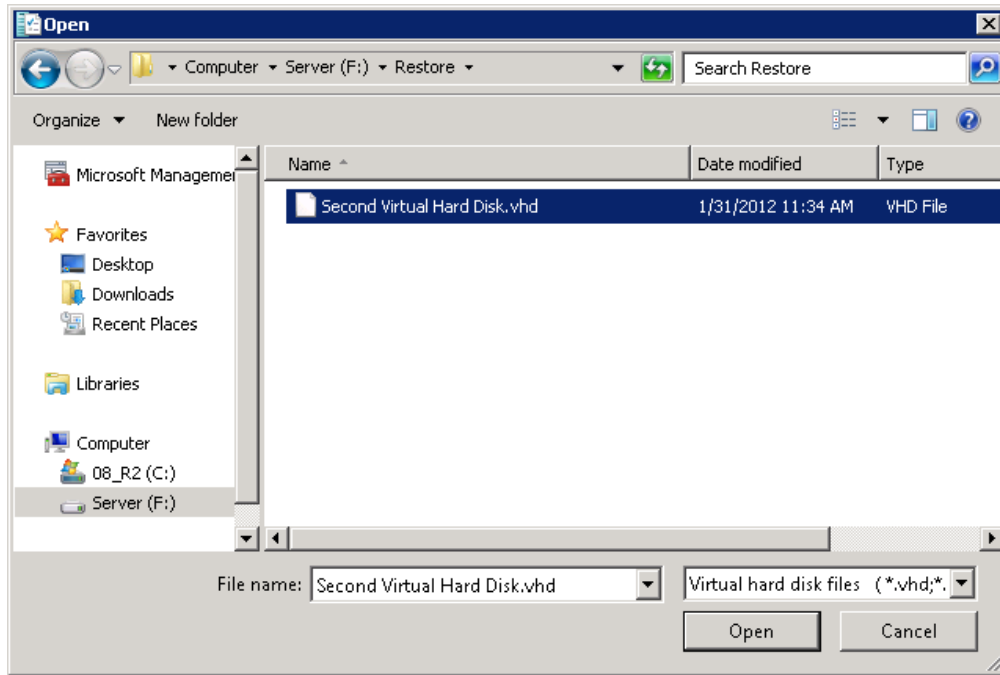 Open
Computer Server (F:) Restore
Search Restore
Organize New folder
Name Date modified Type
Microsoft Managemen
Second Virtual Hard Disk.vhd 1/31/2012 11:34 AM VHD File
Favorites
Desktop
Downloads
Recent Places
Libraries
Computer
08_R2 (C:)
Server (F:)
File name: Second Virtual Hard Disk.vhd Virtual hard disk files (*.vhd;*.
Open Cancel